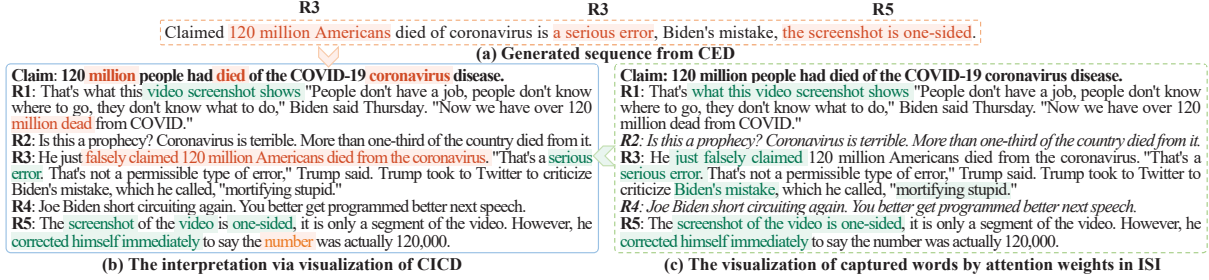 R3 R3 R5
Claimed 120 million Americans died of coronavirus is a serious error, Biden's mistake, the screenshot is one-sided.
(a) Generated sequence from CED
Claim: 120 million people had died of the COVID-19 coronavirus disease.
R1: That's what this video screenshot shows "People don't have a job, people don't know
where to go, they don't know what to do," Biden said Thursday. "Now we have over 120
million dead from COVID."
R2: Is this a prophecy? Coronavirus is terrible. More than one-third of the country died from it.
R3: He just falsely claimed 120 million Americans died from the coronavirus. "That's a serious
error. That's not a permissible type of error," Trump said. Trump took to Twitter to criticize
Biden's mistake, which he called, "mortifying stupid."
R4: Joe Biden short circuiting again. You better get programmed better next speech.
R5: The screenshot of the video is one-sided, it is only a segment of the video. However, he
corrected himself immediately to say the number was actually 120,000.
(b) The interpretation via visualization of CICD
Claim: 120 million people had died of the COVID-19 coronavirus disease.
R1: That's what this video screenshot shows "People don't have a job, people don't know
where to go, they don't know what to do," Biden said Thursday. "Now we have over 120
million dead from COVID."
R2: Is this a prophecy? Coronavirus is terrible. More than one-third of the country died from it.
R3: He just falsely claimed 120 million Americans died from the coronavirus. "That's a
serious error. That's not a permissible type of error," Trump said. Trump took to Twitter to
criticize Biden's mistake, which he called, "mortifying stupid."
R4: Joe Biden short circuiting again. You better get programmed better next speech.
R5: The screenshot of the video is one-sided, it is only a segment of the video. However, he
corrected himself immediately to say the number was actually 120,000.
(c) The visualization of captured words by attention weights in ISI